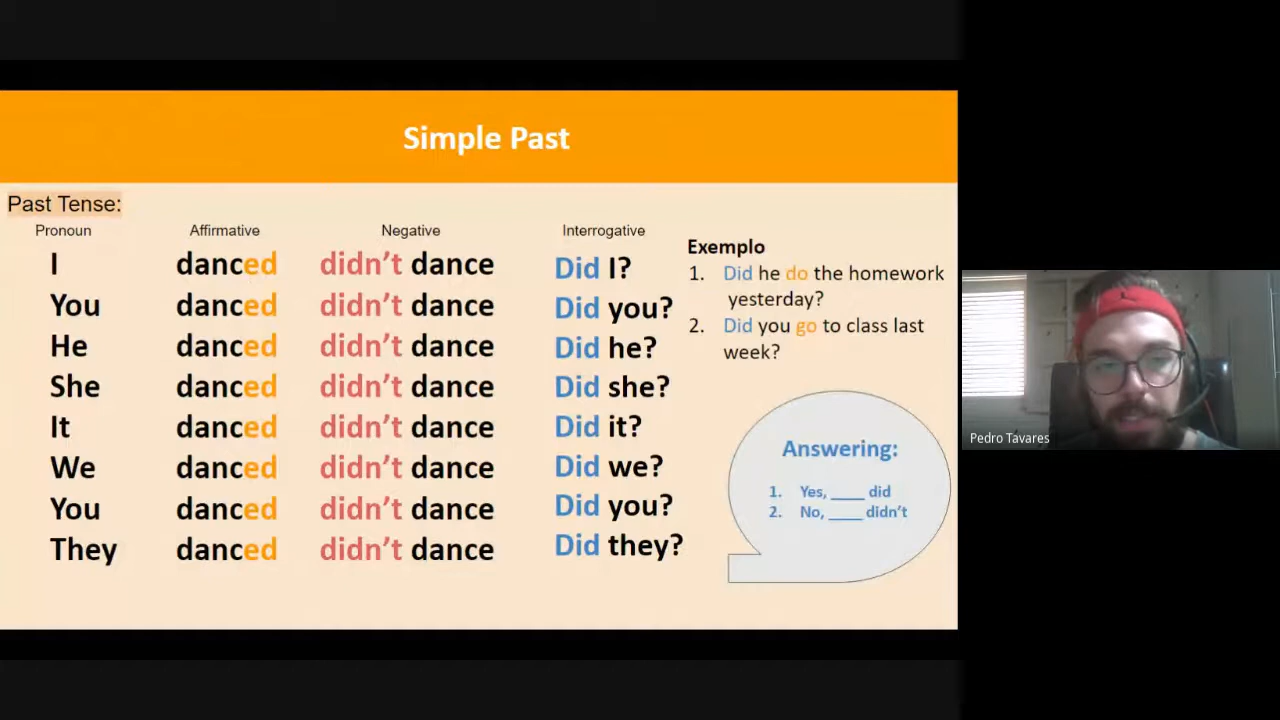 Simple Past
Past Tense:
Pronoun Affirmative Negative Interrogative
I danced didn’t dance Did I?
You danced didn’t dance Did you?
He danced didn’t dance Did he?
She danced didn’t dance Did she?
It danced didn’t dance Did it?
We danced didn’t dance Did we?
You danced didn’t dance Did you?
They danced didn’t dance Did they?
Exemplo
1. Did he do the homework
yesterday?
2. Did you go to class last
week?
Answering:
1. Yes, ____ did
2. No, ____ didn’t
Pedro Tavares